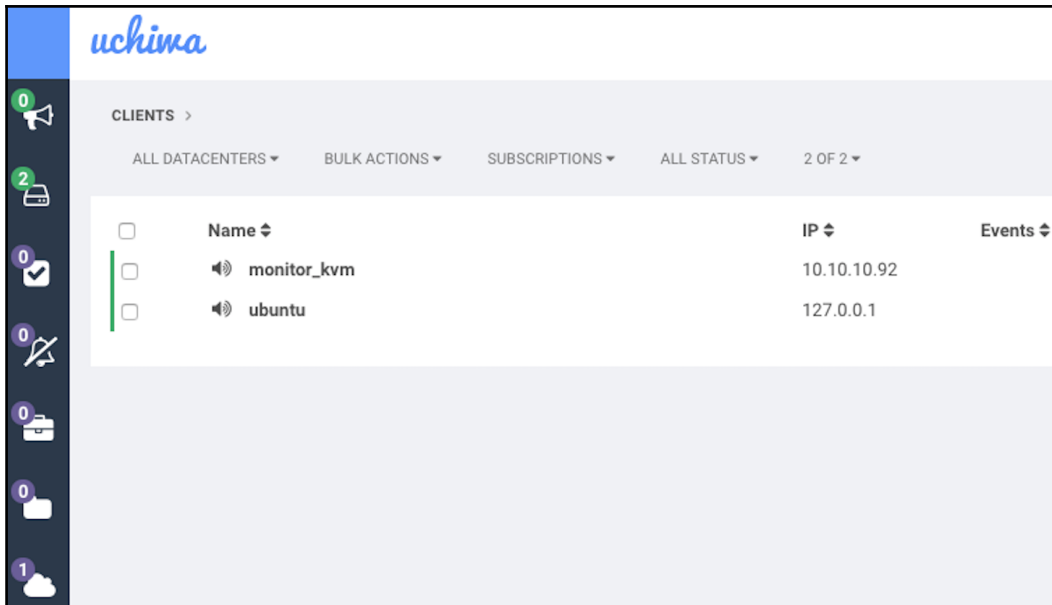 uchiwa
0
CLIENTS >
ALL DATACENTERS BULK ACTIONS SUBSCRIPTIONS ALL STATUS 2 OF 2
2
Name IP Events
0
monitor_kvm 10.10.10.92
ubuntu 127.0.0.1
0
0
0
1